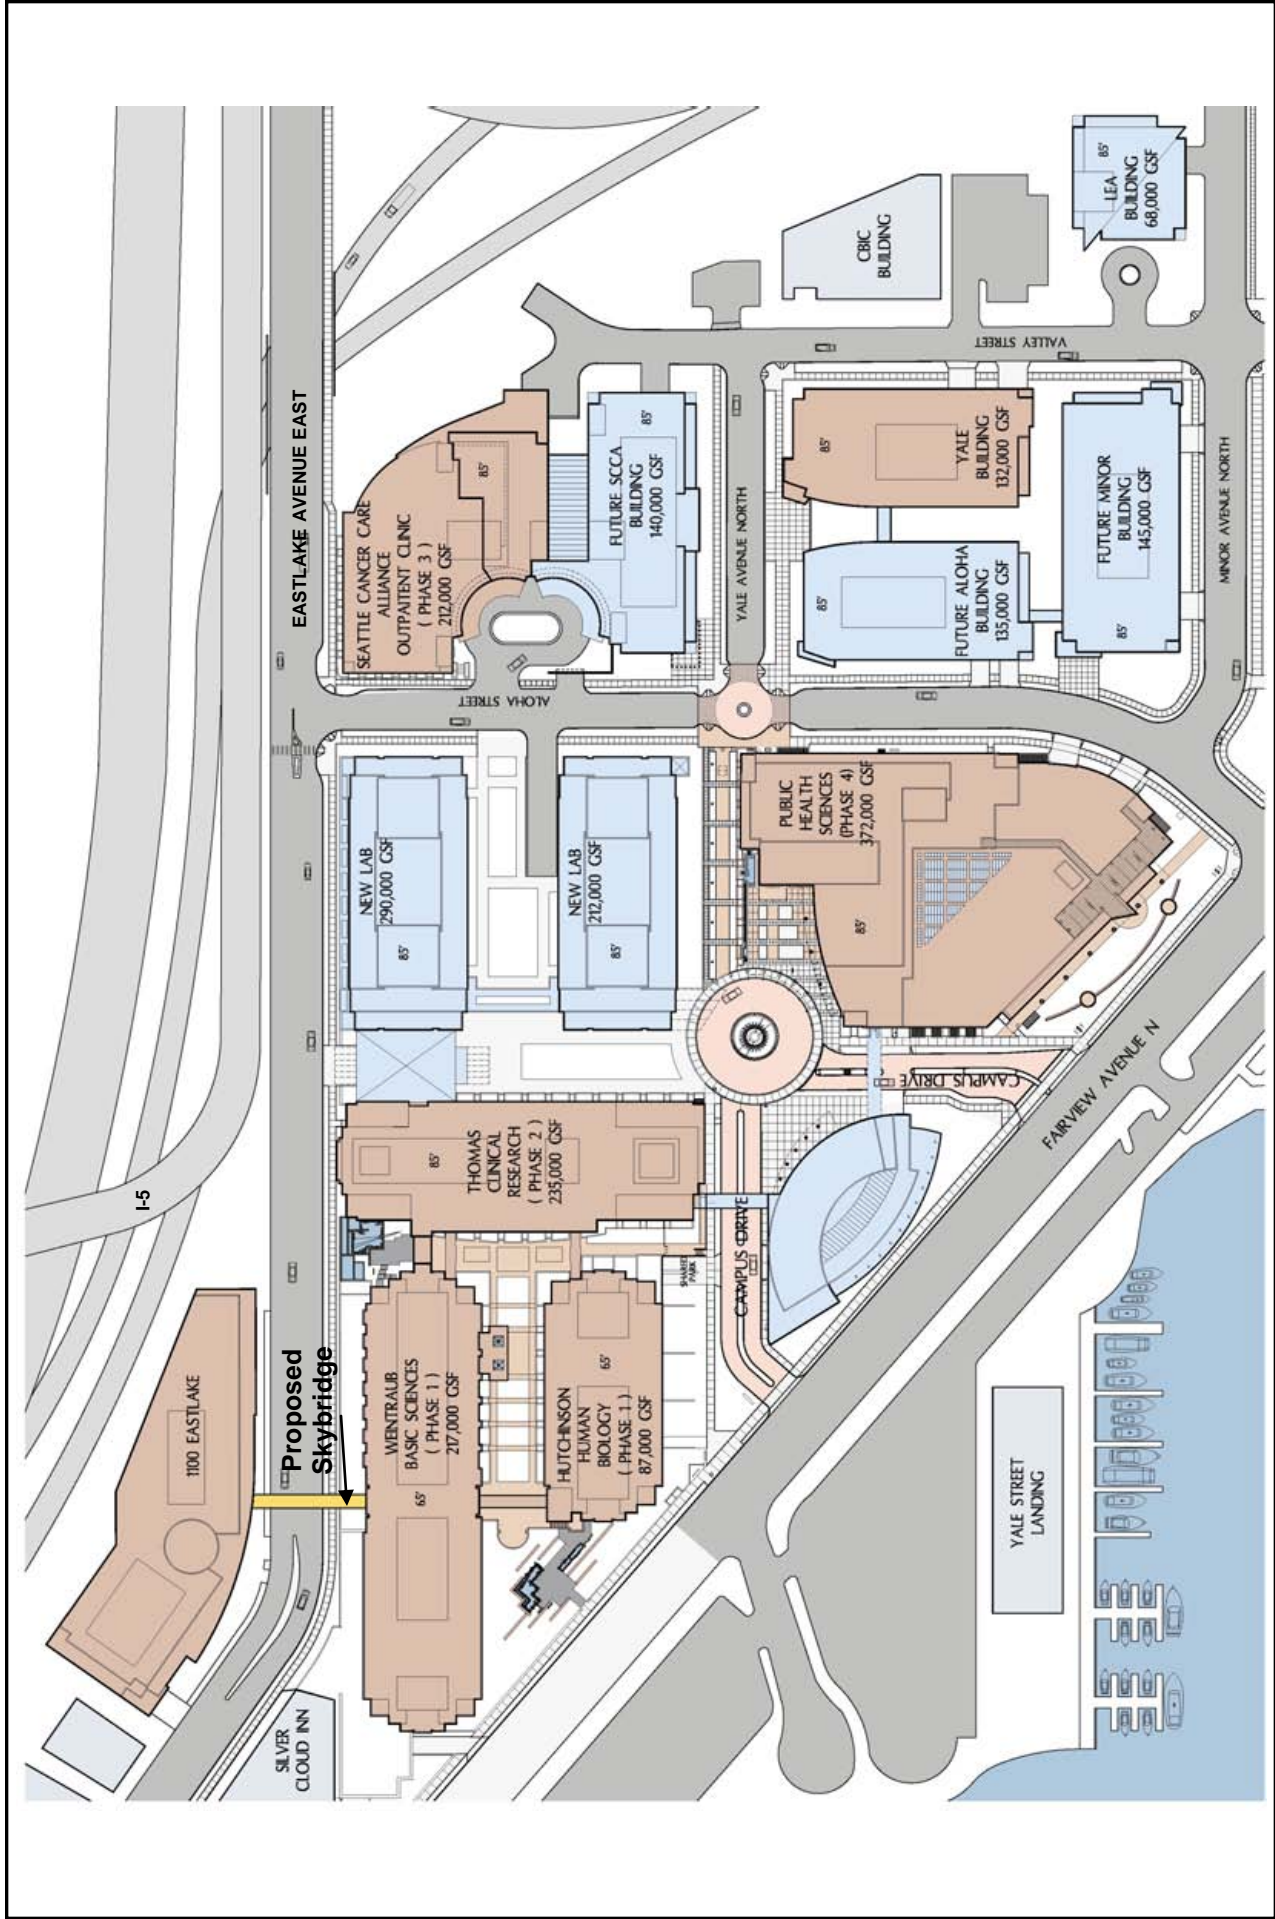 I-5
EASTLAKE AVENUE EAST
1100 EASTLAKE
Proposed
Skybridge
SILVER
CLOUD INN
WEINTRAUB
BASIC SCIENCES
( PHASE 1 )
217,000 GSF
65'
HUTCHINSON
HUMAN
BIOLOGY
( PHASE 1 )
87,000 GSF
65'
THOMAS
CLINICAL
RESEARCH
( PHASE 2 )
235,000 GSF
85'
SHARED
PARK
CAMPUS DRIVE
CAMPUS DRIVE
NEW LAB
290,000 GSF
85'
NEW LAB
212,000 GSF
85'
ALOHA STREET
SEATTLE CANCER CARE
ALLIANCE
OUTPAITENT CLINIC
( PHASE 3 )
212,000 GSF
85'
FUTURE SCCA
BUILDING
140,000 GSF
85'
YALE AVENUE NORTH
PUBLIC
HEALTH
SCIENCES
(PHASE 4)
372,000 GSF
85'
FUTURE ALOHA
BUILDING
135,000 GSF
85'
YALE
BUILDING
132,000 GSF
85'
FUTURE MINOR
BUILDING
145,000 GSF
85'
VALLEY STREET
CBIC
BUILDING
LEA
BUILDING
68,000 GSF
85'
MINOR AVENUE NORTH
FAIRVIEW AVENUE N
YALE STREET
LANDING